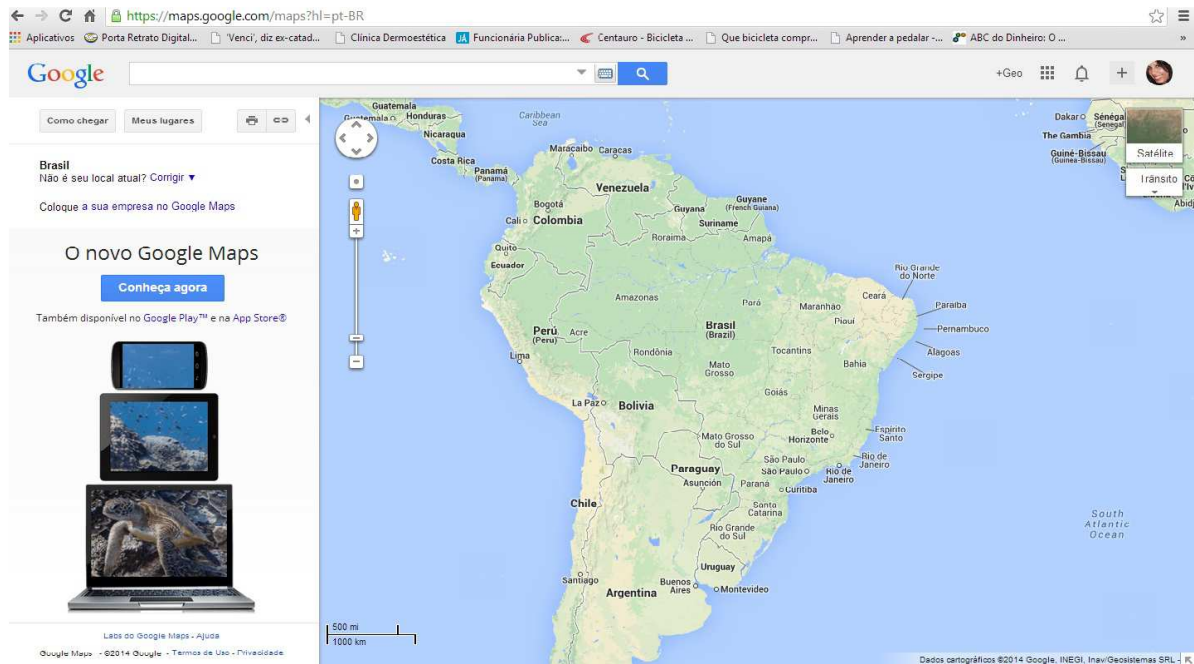 https://maps.google.com/maps?hl=pt-BR
Aplicativos Porta Retrato Digital... 'Venci', diz ex-catad... Clínica Dermoestética JÁ Funcionária Publica:... Centauro - Bicicleta ... Que bicicleta compr... Aprender a pedalar -... ABC do Dinheiro: O ... »
Google
+Geo
Como chegar Meus lugares
Brasil
Não é seu local atual? Corrigir ▼
Coloque a sua empresa no Google Maps
O novo Google Maps
Conheça agora
Também disponível no Google Play™ e na App Store®
Labs do Google Maps - Ajuda
Google Maps - ©2014 Google - Termos de Uso - Privacidade
Guatemala
Guatemala Honduras
Caribbean
Sea
Nicaragua
Costa Rica
Panamá
(Panama)
Maracaibo Caracas
Venezuela
Bogotá
Cali Colombia
Guyana
Guyane
(French Guiana)
Suriname
Roraima Amapá
Quito
Ecuador
Amazonas
Pará
Maranhão
Ceará
Rio Grande
do Norte
Paraíba
Piauí
Pernambuco
Perú
(Peru)
Acre
Brasil
(Brazil)
Lima
Rondônia
Tocantins
Alagoas
Mato
Grosso
Bahia
Sergipe
Goiás
La Paz Bolivia
Minas
Gerais
Mato Grosso
do Sul
Belo
Horizonte
Espírito
Santo
São Paulo
São Paulo
Rio de
Janeiro
Rio de
Janeiro
Paraguay
Asunción
Paraná
Curitiba
Chile
Santa
Catarina
Rio Grande
do Sul
South
Atlantic
Ocean
Uruguay
Santiago
Buenos
Aires
Montevideo
Argentina
Dakar Sénégal
(Senegal)
The Gambia
Guiné-Bissau
(Guinea-Bissau)
Satélite
Trânsito
500 mi
1000 km
Dados cartográficos ©2014 Google, INEGI, Inav/Geosistemas SRL -